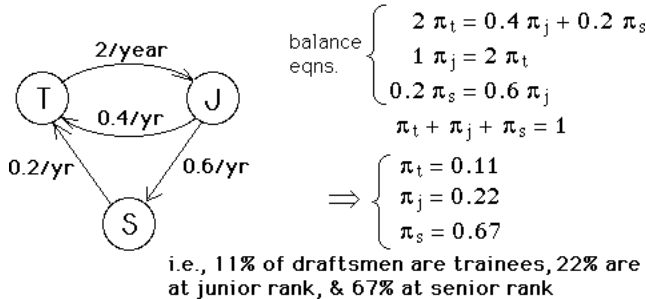 2/year
T
J
0.4/yr
0.2/yr
0.6/yr
S
balance
eqns.
2 π_t = 0.4 π_j + 0.2 π_s
1 π_j = 2 π_t
0.2 π_s = 0.6 π_j
π_t + π_j + π_s = 1
⇒
π_t = 0.11
π_j = 0.22
π_s = 0.67
i.e., 11% of draftsmen are trainees, 22% are
at junior rank, & 67% at senior rank